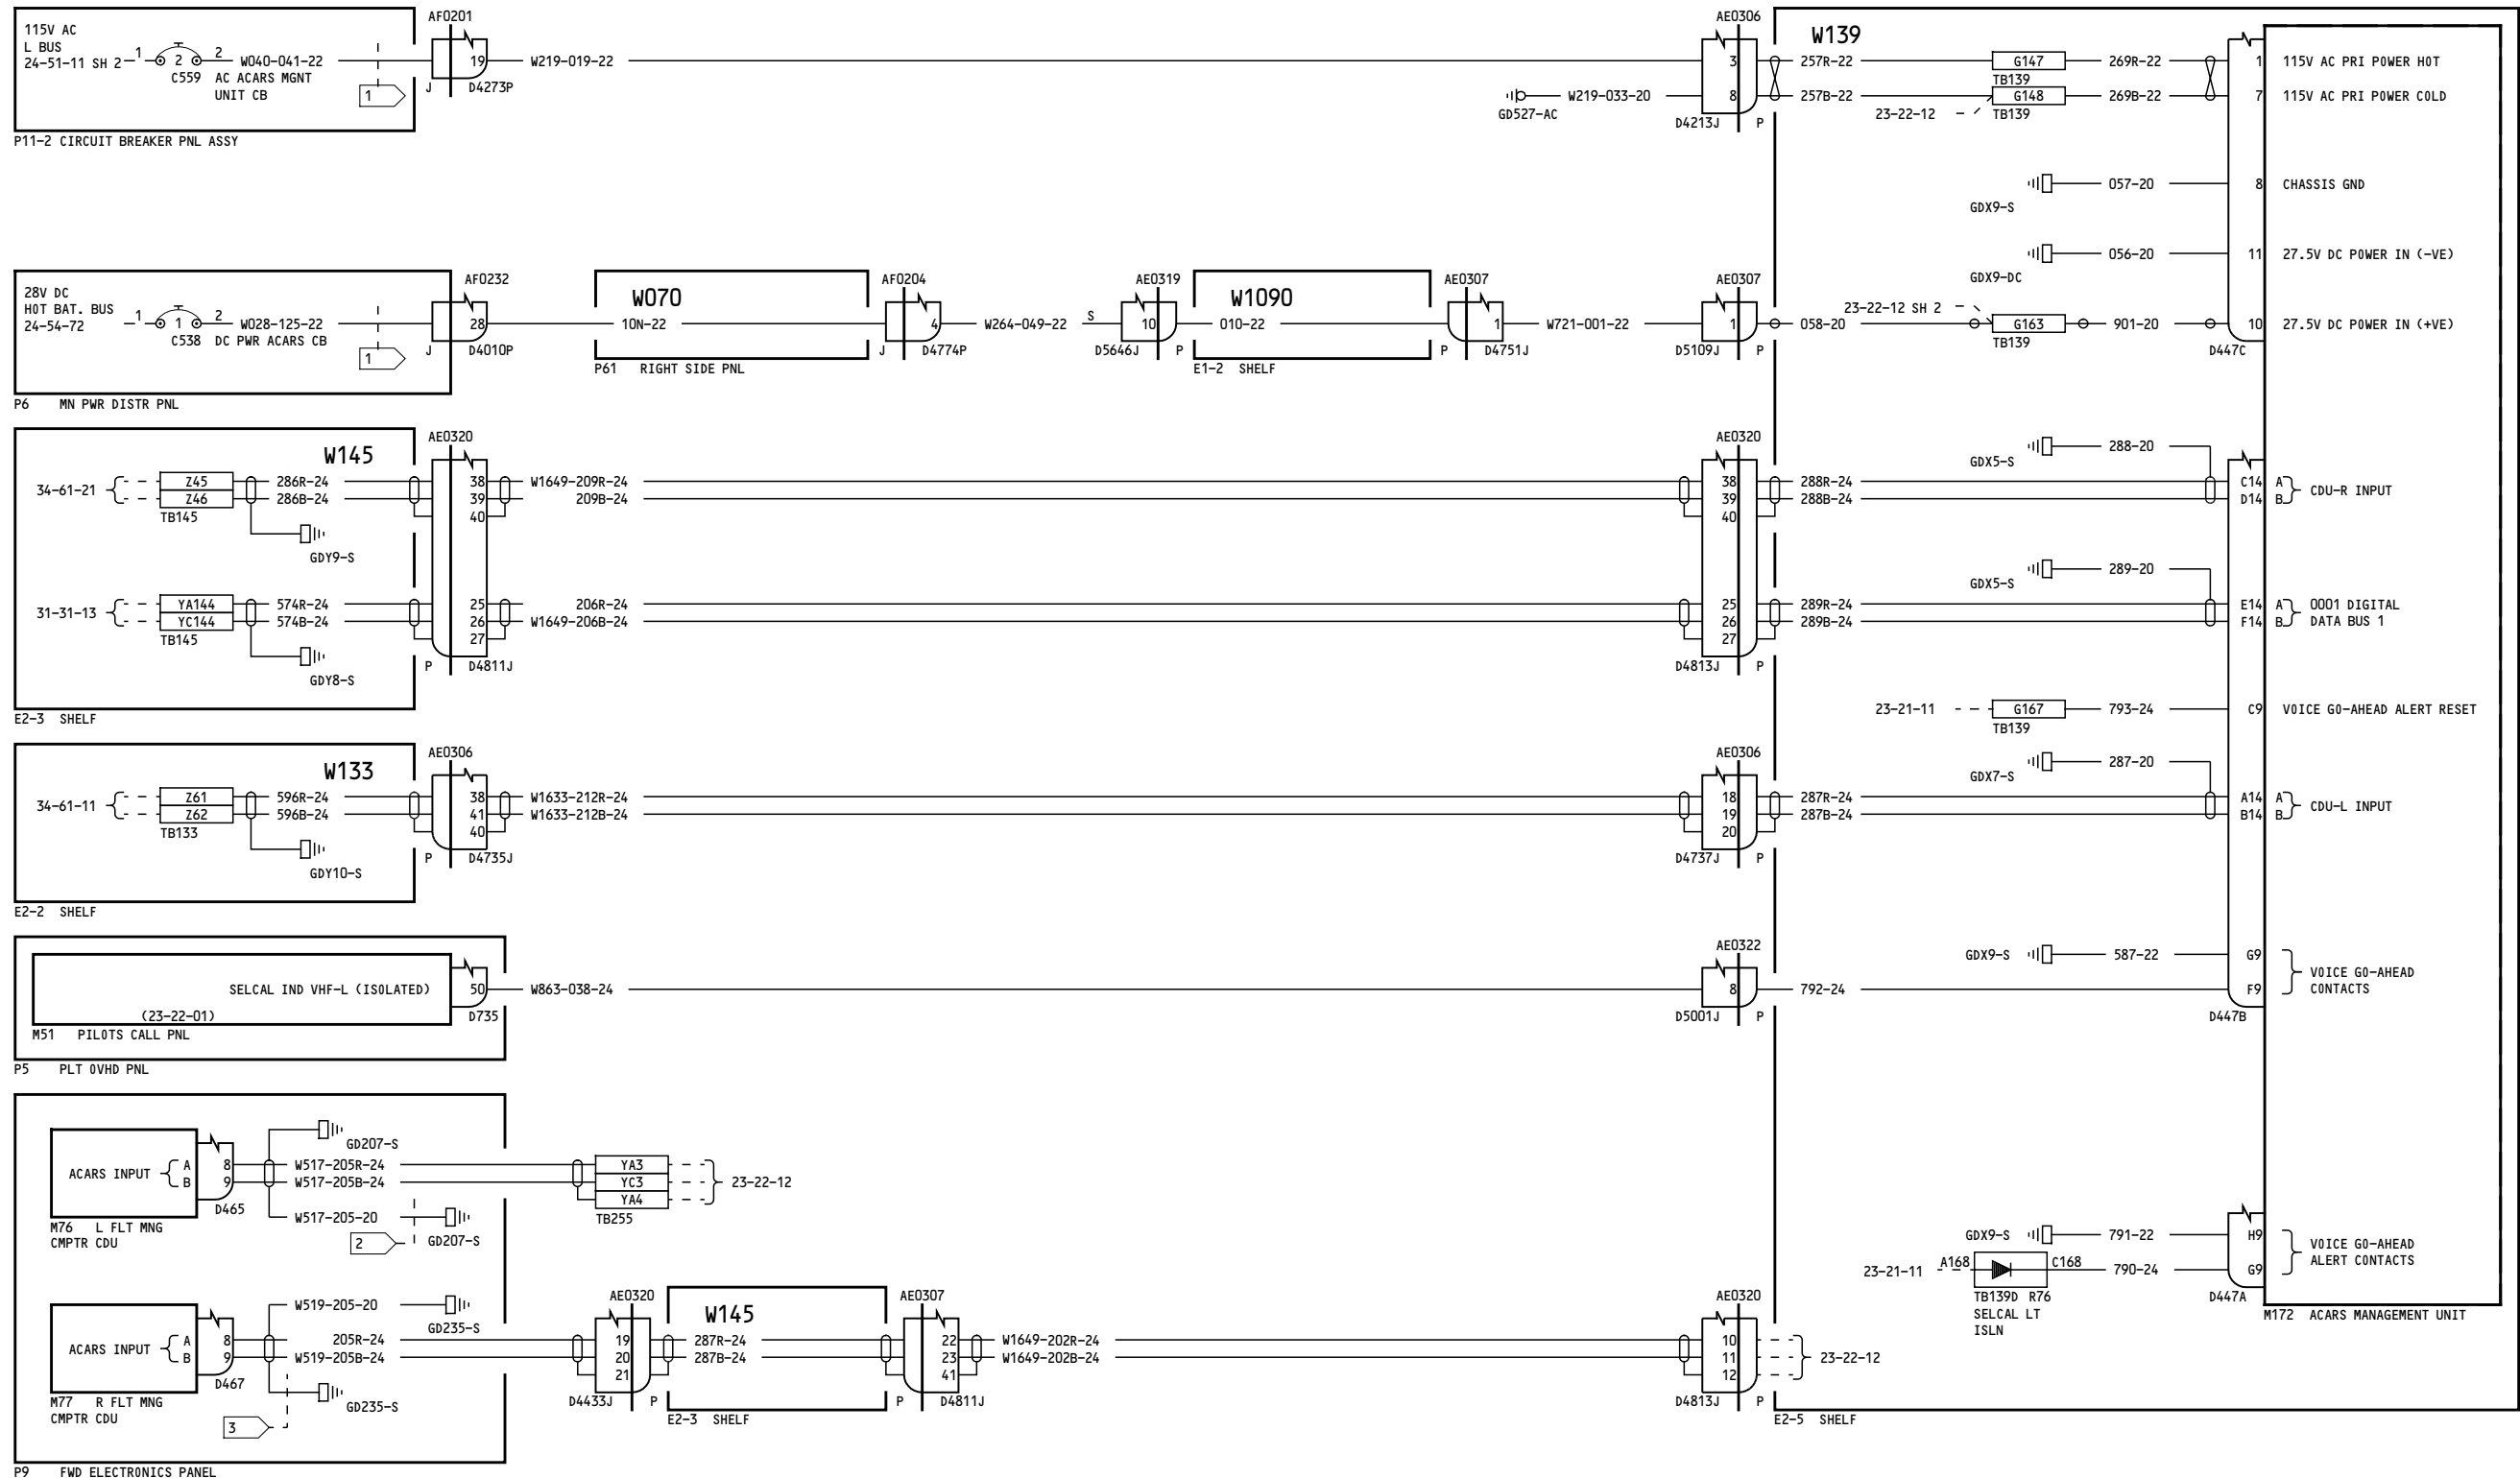 115V AC
L BUS
24-51-11 SH 2
1
2
2
C559
W040-041-22
AC ACARS MGNT
UNIT CB
1
P11-2 CIRCUIT BREAKER PNL ASSY
AF0201
19
J
D4273P
W219-019-22
GD527-AC
W219-033-20
AE0306
3
8
D4213J
P
W139
257R-22
257B-22
23-22-12
G147
TB139
G148
TB139
269R-22
269B-22
1
7
115V AC PRI POWER HOT
115V AC PRI POWER COLD
GDX9-S
057-20
8
CHASSIS GND
GDX9-DC
056-20
11
27.5V DC POWER IN (-VE)
28V DC
HOT BAT. BUS
24-54-72
1
1
2
C538
W028-125-22
DC PWR ACARS CB
1
P6 MN PWR DISTR PNL
AF0232
28
J
D4010P
W070
10N-22
P61 RIGHT SIDE PNL
AF0204
4
J
D4774P
W264-049-22
S
AE0319
10
D5646J
P
W1090
010-22
E1-2 SHELF
AE0307
1
P
D4751J
W721-001-22
AE0307
1
D5109J
P
058-20
23-22-12 SH 2
G163
TB139
901-20
10
27.5V DC POWER IN (+VE)
D447C
W145
34-61-21
Z45
Z46
TB145
286R-24
286B-24
GDY9-S
31-31-13
YA144
YC144
TB145
574R-24
574B-24
GDY8-S
E2-3 SHELF
AE0320
38
39
40
25
26
27
P
D4811J
W1649-209R-24
209B-24
206R-24
W1649-206B-24
AE0320
38
39
40
25
26
27
D4813J
P
288R-24
288B-24
GDX5-S
288-20
C14
D14
A
B
CDU-R INPUT
GDX5-S
289-20
289R-24
289B-24
E14
F14
A
B
0001 DIGITAL
DATA BUS 1
23-21-11
G167
TB139
793-24
C9
VOICE GO-AHEAD ALERT RESET
W133
34-61-11
Z61
Z62
TB133
596R-24
596B-24
GDY10-S
E2-2 SHELF
AE0306
38
41
40
P
D4735J
W1633-212R-24
W1633-212B-24
AE0306
18
19
20
D4737J
P
287R-24
287B-24
GDX7-S
287-20
A14
B14
A
B
CDU-L INPUT
SELCAL IND VHF-L (ISOLATED)
(23-22-01)
M51 PILOTS CALL PNL
50
D735
P5 PLT OVHD PNL
W863-038-24
AE0322
8
D5001J
P
792-24
GDX9-S
587-22
G9
F9
VOICE GO-AHEAD
CONTACTS
D447B
ACARS INPUT
A
B
8
9
D465
M76 L FLT MNG
CMPTR CDU
GD207-S
W517-205R-24
W517-205B-24
W517-205-20
2
GD207-S
YA3
YC3
YA4
TB255
23-22-12
ACARS INPUT
A
B
8
9
D467
M77 R FLT MNG
CMPTR CDU
W519-205-20
GD235-S
205R-24
W519-205B-24
GD235-S
3
P9 FWD ELECTRONICS PANEL
AE0320
19
20
21
D4433J
P
W145
287R-24
287B-24
E2-3 SHELF
AE0307
22
23
41
P
D4811J
W1649-202R-24
W1649-202B-24
AE0320
10
11
12
D4813J
P
23-22-12
E2-5 SHELF
GDX9-S
791-22
23-21-11
A168
C168
TB139D R76
SELCAL LT
ISLN
790-24
H9
G9
VOICE GO-AHEAD
ALERT CONTACTS
D447A
M172 ACARS MANAGEMENT UNIT